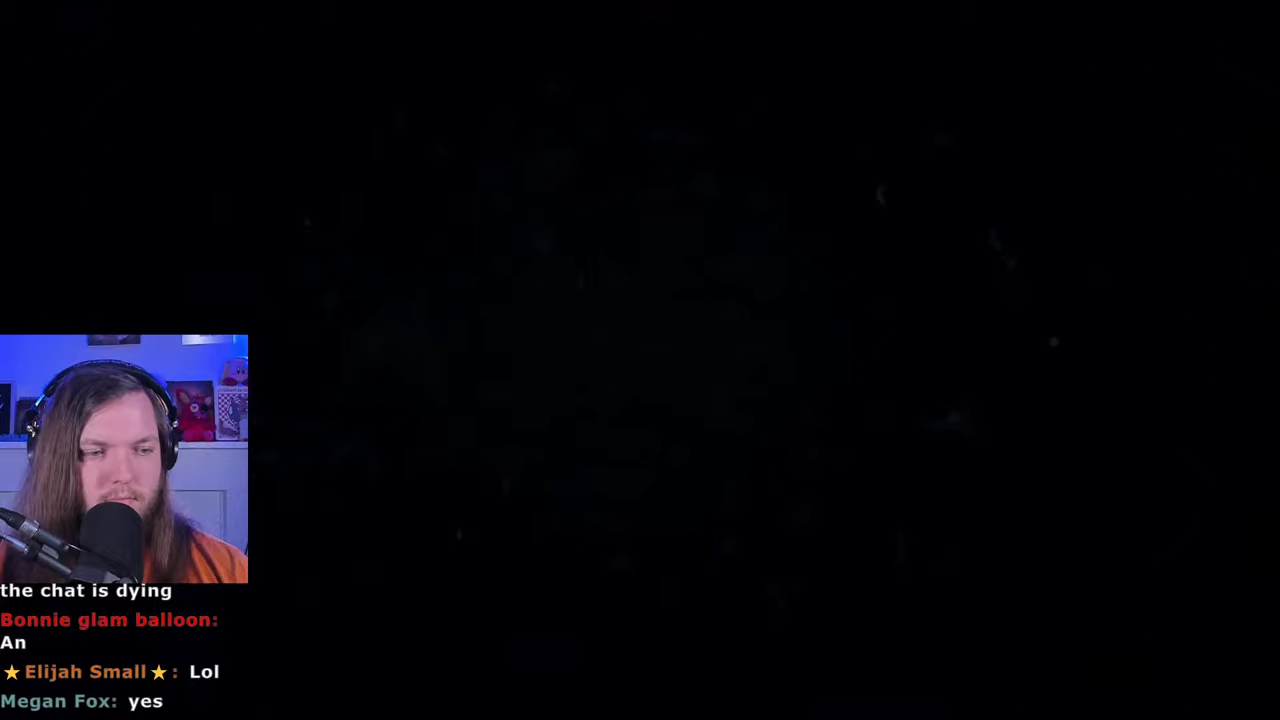 the chat is dying
Bonnie glam balloon:
An
⭐Elijah Small⭐: Lol
Megan Fox: yes